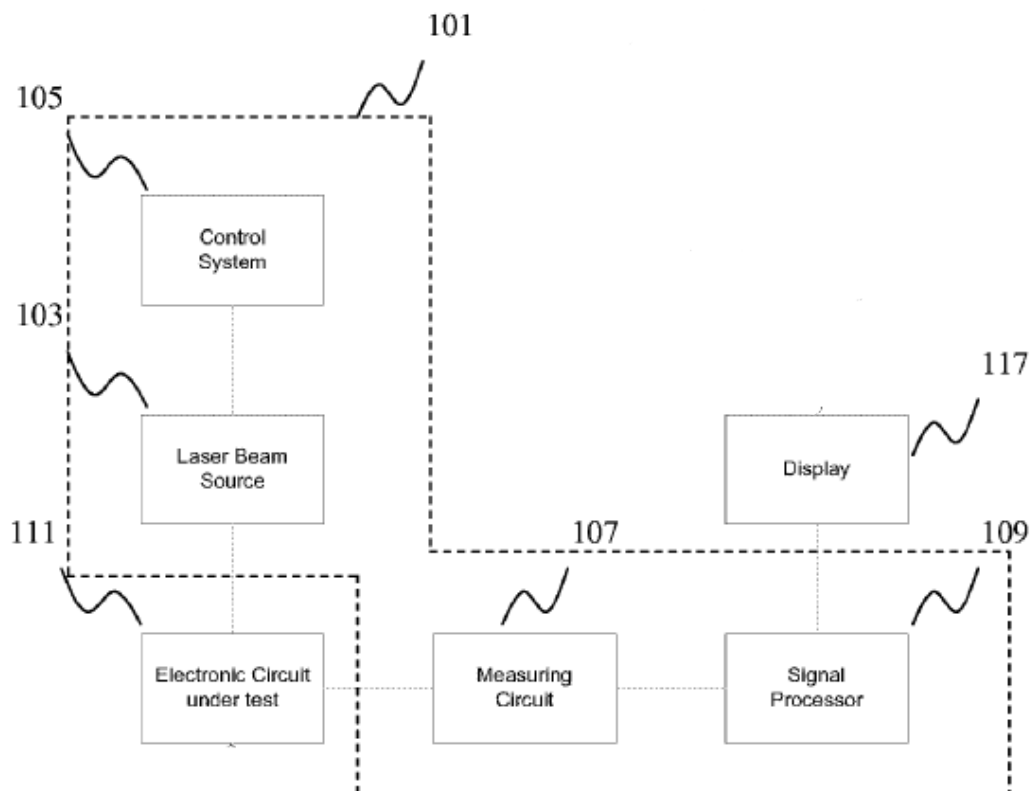 101
105
Control
System
103
117
Laser Beam
Source
Display
111
107
109
Electronic Circuit
under test
Measuring
Circuit
Signal
Processor